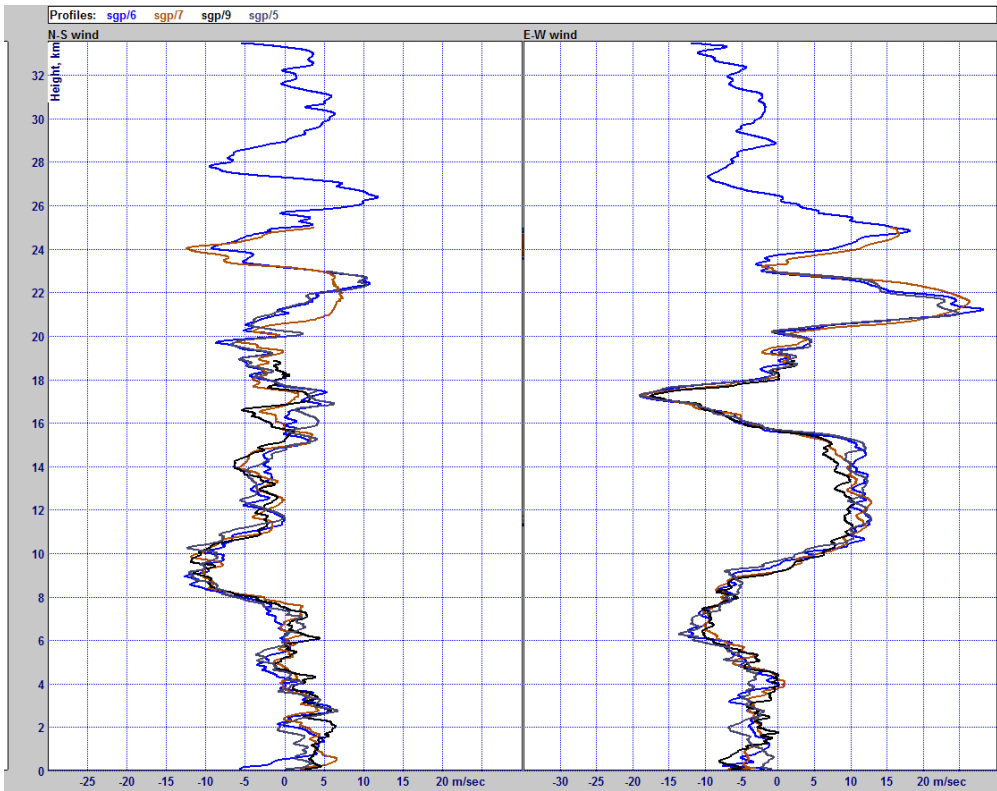 Profiles: sgp/6 sgp/7 sgp/9 sgp/5
N-S wind
Height, km
32
30
28
26
24
22
20
18
16
14
12
10
8
6
4
2
0
-25 -20 -15 -10 -5 0 5 10 15 20 m/sec
E-W wind
-30 -25 -20 -15 -10 -5 0 5 10 15 20 m/sec